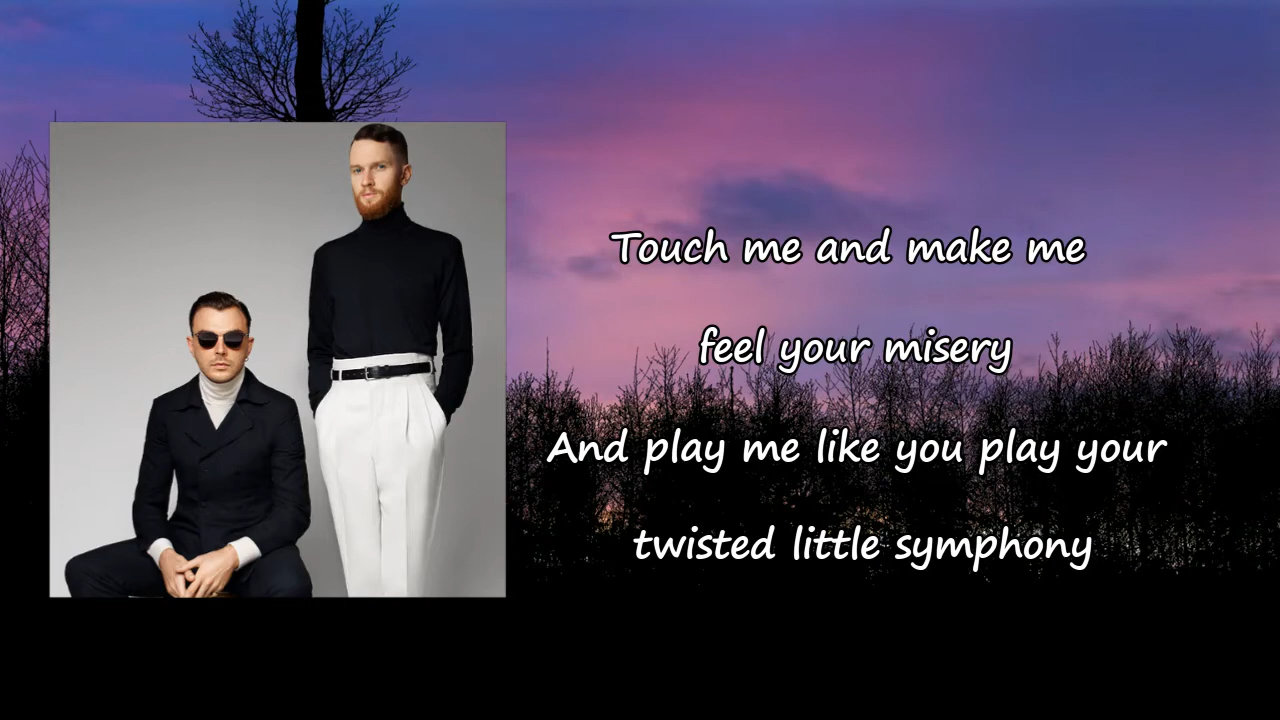 Touch me and make me
feel your misery
And play me like you play your
twisted little symphony